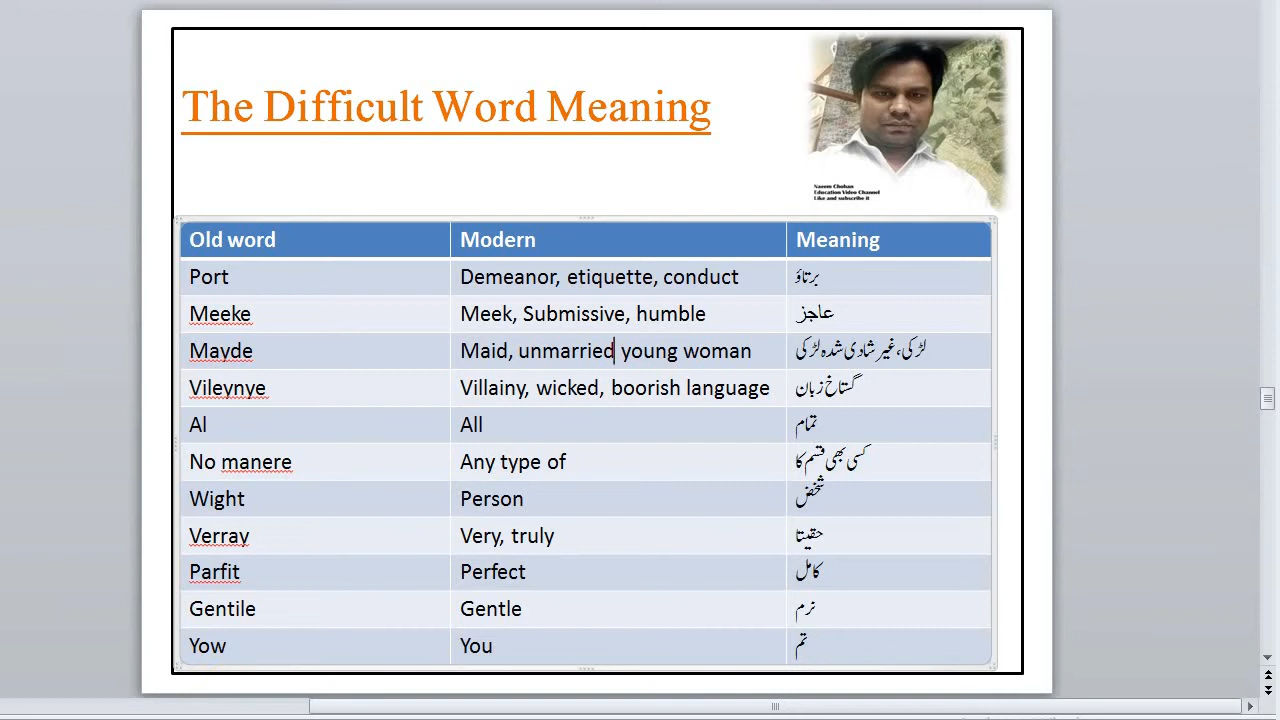 The Difficult Word Meaning
Naeem Chohan
Education Video Channel
Like and subscribe it
Old word Modern Meaning
Port Demeanor, etiquette, conduct برتاؤ
Meeke Meek, Submissive, humble عاجز
Mayde Maid, unmarried young woman لڑکی،غیر شادی شدہ لڑکی
Vileynye Villainy, wicked, boorish language گستاخ زبان
Al All تمام
No manere Any type of کسی بھی قسم کا
Wight Person شخض
Verray Very, truly حقیتا
Parfit Perfect کامل
Gentile Gentle نرم
Yow You تم